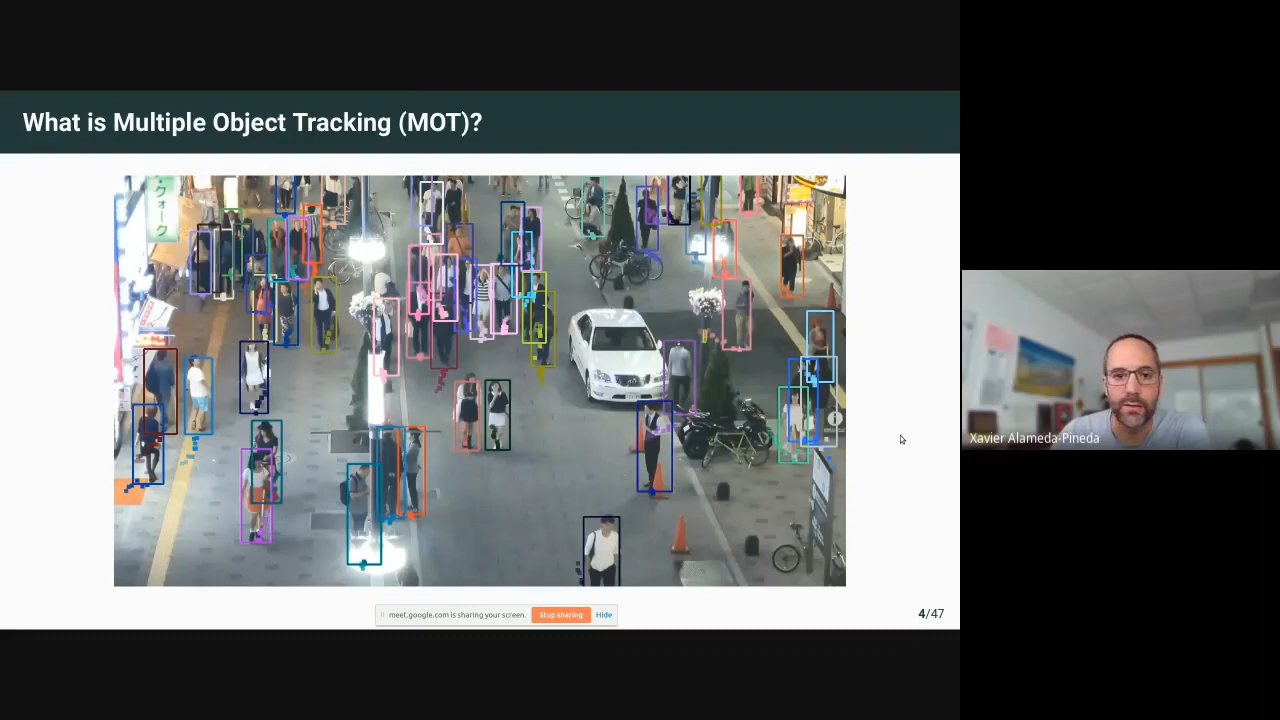 What is Multiple Object Tracking (MOT)?
・クォーク
Xavier Alameda-Pineda
meet.google.com is sharing your screen.
Stop sharing
Hide
4/47